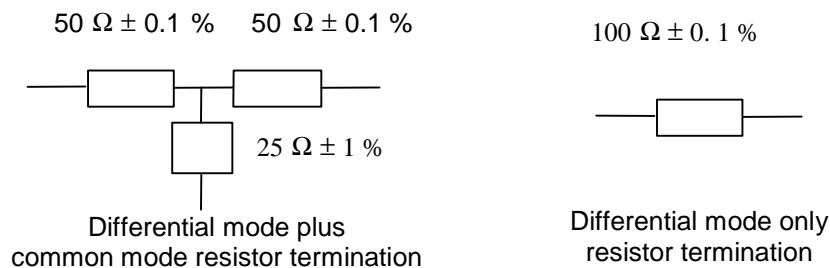 50 Ω ± 0.1 % 50 Ω ± 0.1 %
25 Ω ± 1 %
Differential mode plus
common mode resistor termination
100 Ω ± 0. 1 %
Differential mode only
resistor termination